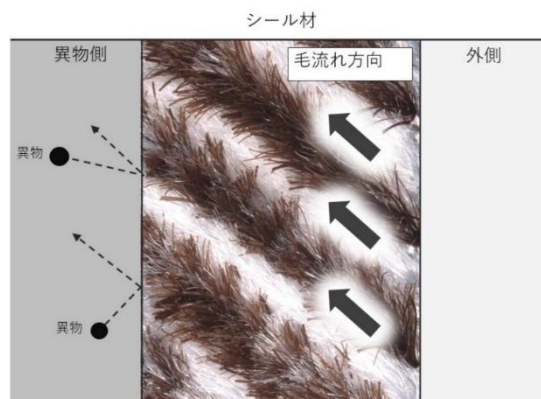 シール材
異物側
毛流れ方向
外側
異物
異物